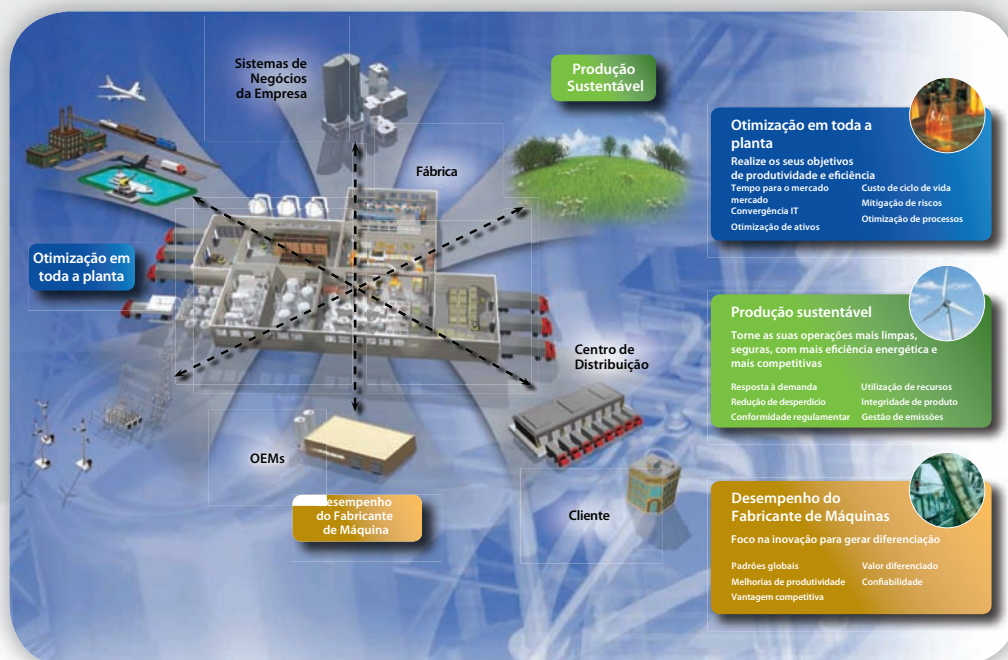 Sistemas de
Negócios
da Empresa
Produção
Sustentável
Fábrica
Otimização em
toda a planta
Centro de
Distribuição
OEMs
esempenho
do Fabricante
de Máquina
Cliente
Otimização em toda a
planta
Realize os seus objetivos
de produtividade e eficiência
Tempo para o mercado
mercado
Convergência IT
Otimização de ativos
Custo de ciclo de vida
Mitigação de riscos
Otimização de processos
Produção sustentável
Torne as suas operações mais limpas,
seguras, com mais eficiência energética e
mais competitivas
Resposta à demanda
Redução de desperdício
Conformidade regulamentar
Utilização de recursos
Integridade de produto
Gestão de emissões
Desempenho do
Fabricante de Máquinas
Foco na inovação para gerar diferenciação
Padrões globais
Melhorias de produtividade
Vantagem competitiva
Valor diferenciado
Confiabilidade